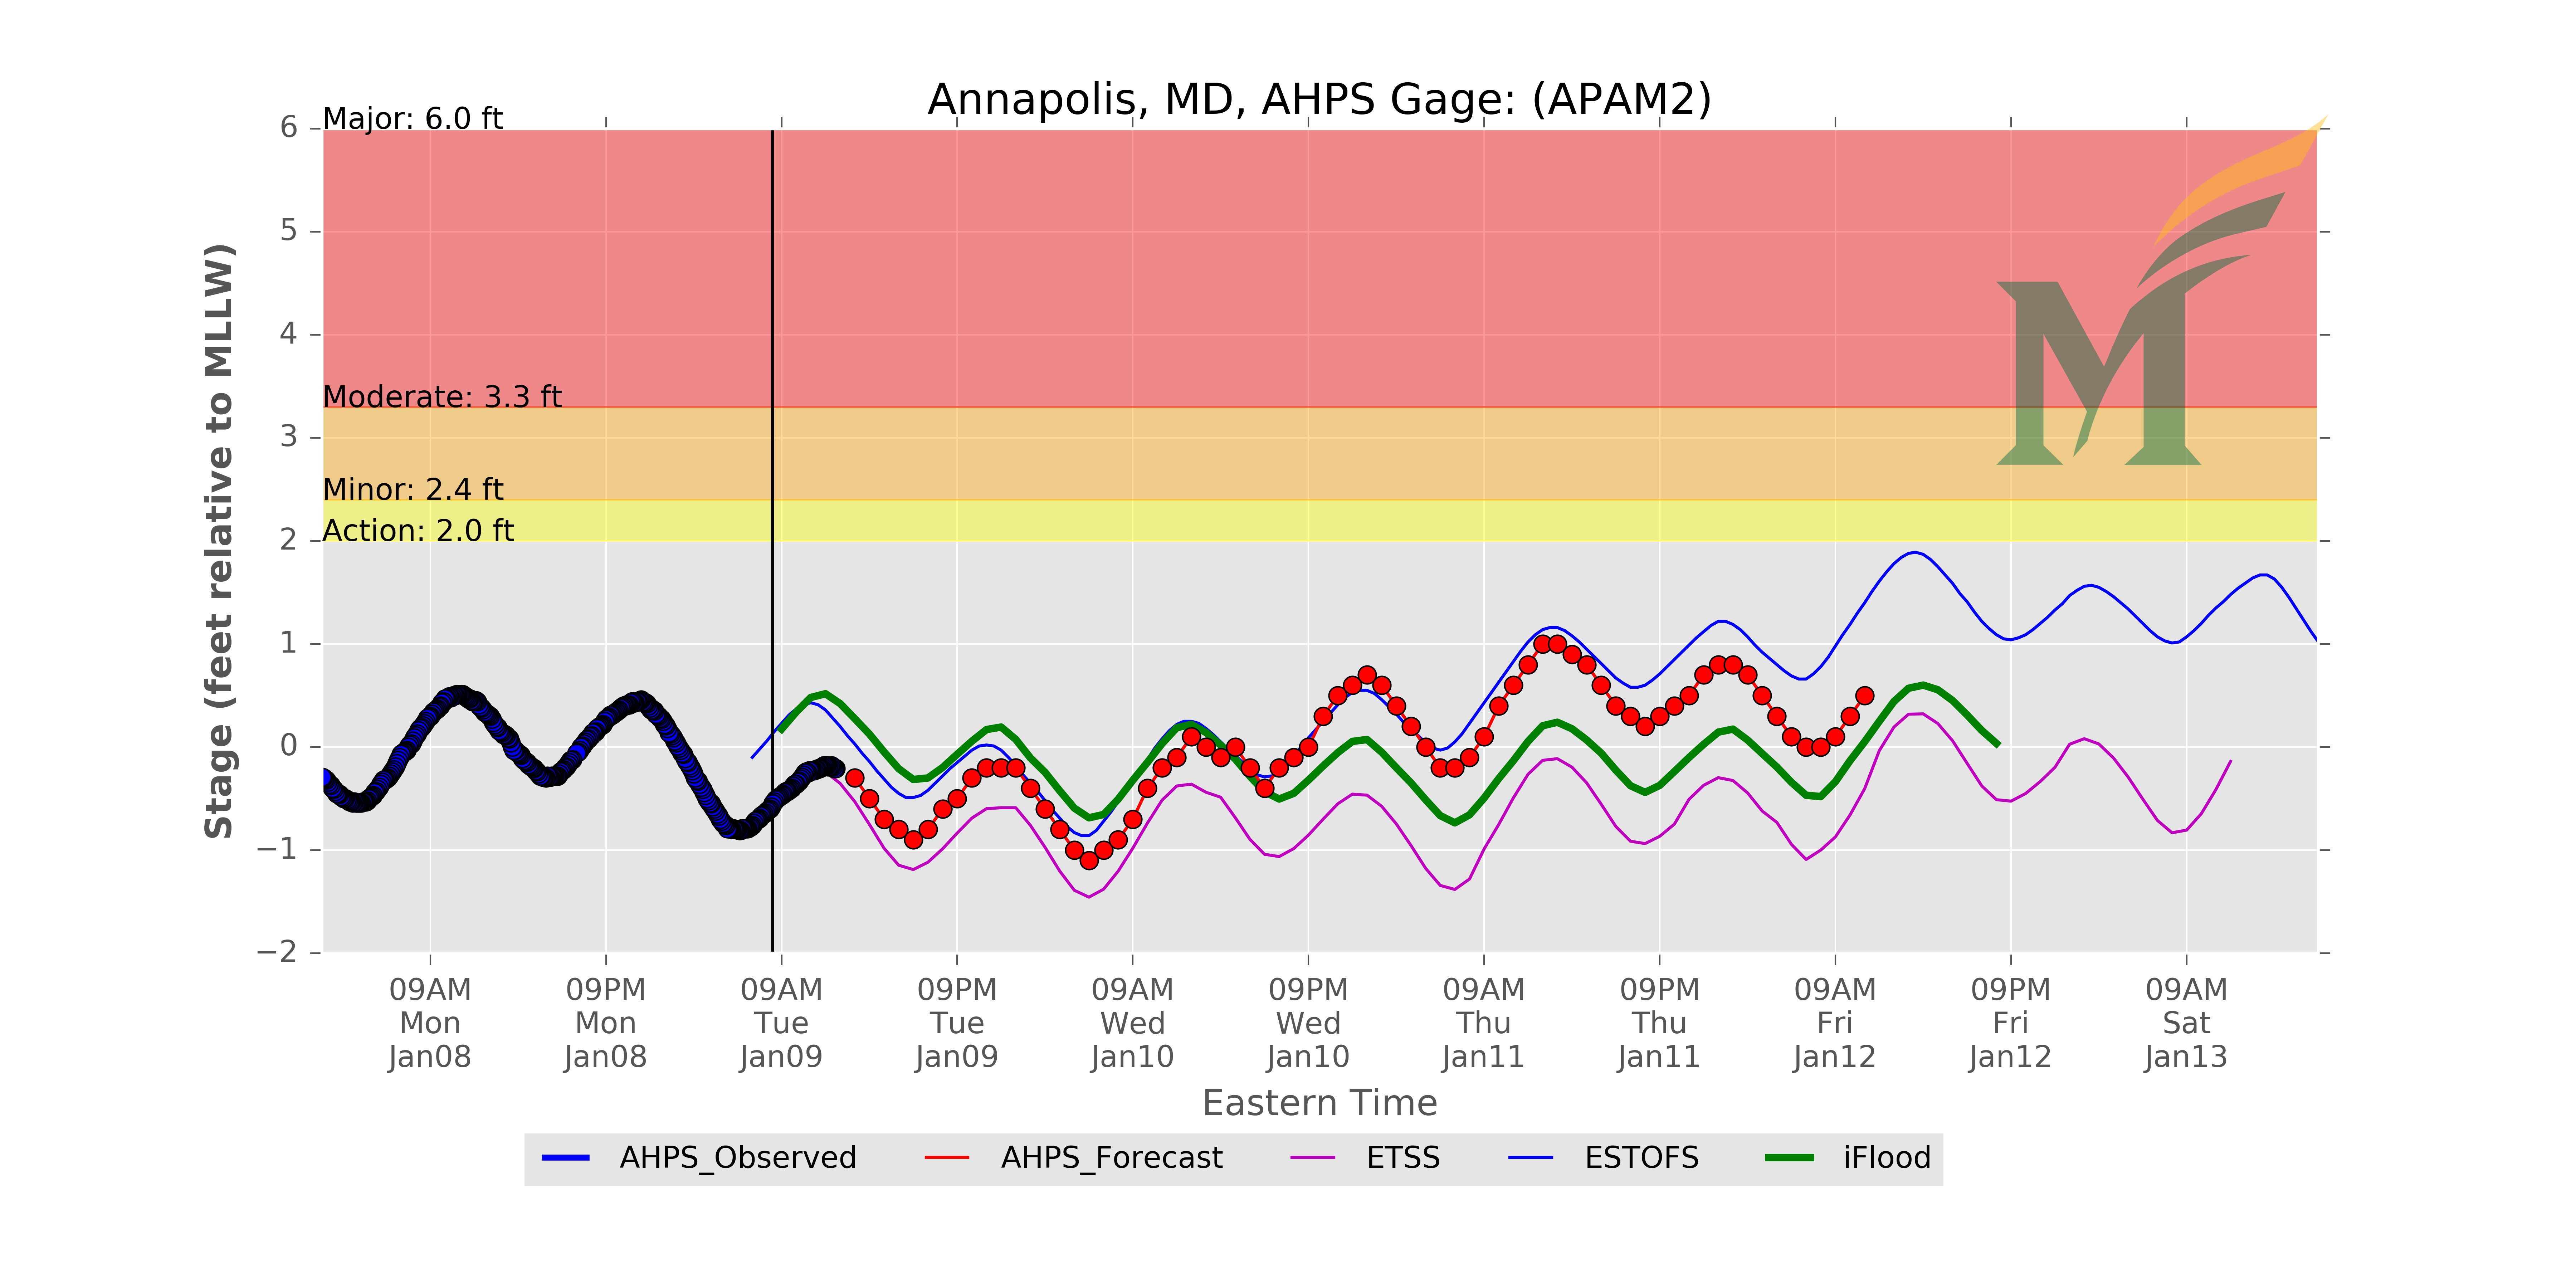 Annapolis, MD, AHPS Gage: (APAM2)
Major: 6.0 ft
Moderate: 3.3 ft
Minor: 2.4 ft
Action: 2.0 ft
Stage (feet relative to MLLW)
6
5
4
3
2
1
0
−1
−2
09AM Mon Jan08
09PM Mon Jan08
09AM Tue Jan09
09PM Tue Jan09
09AM Wed Jan10
09PM Wed Jan10
09AM Thu Jan11
09PM Thu Jan11
09AM Fri Jan12
09PM Fri Jan12
09AM Sat Jan13
Eastern Time
AHPS_Observed AHPS_Forecast ETSS ESTOFS iFlood
M